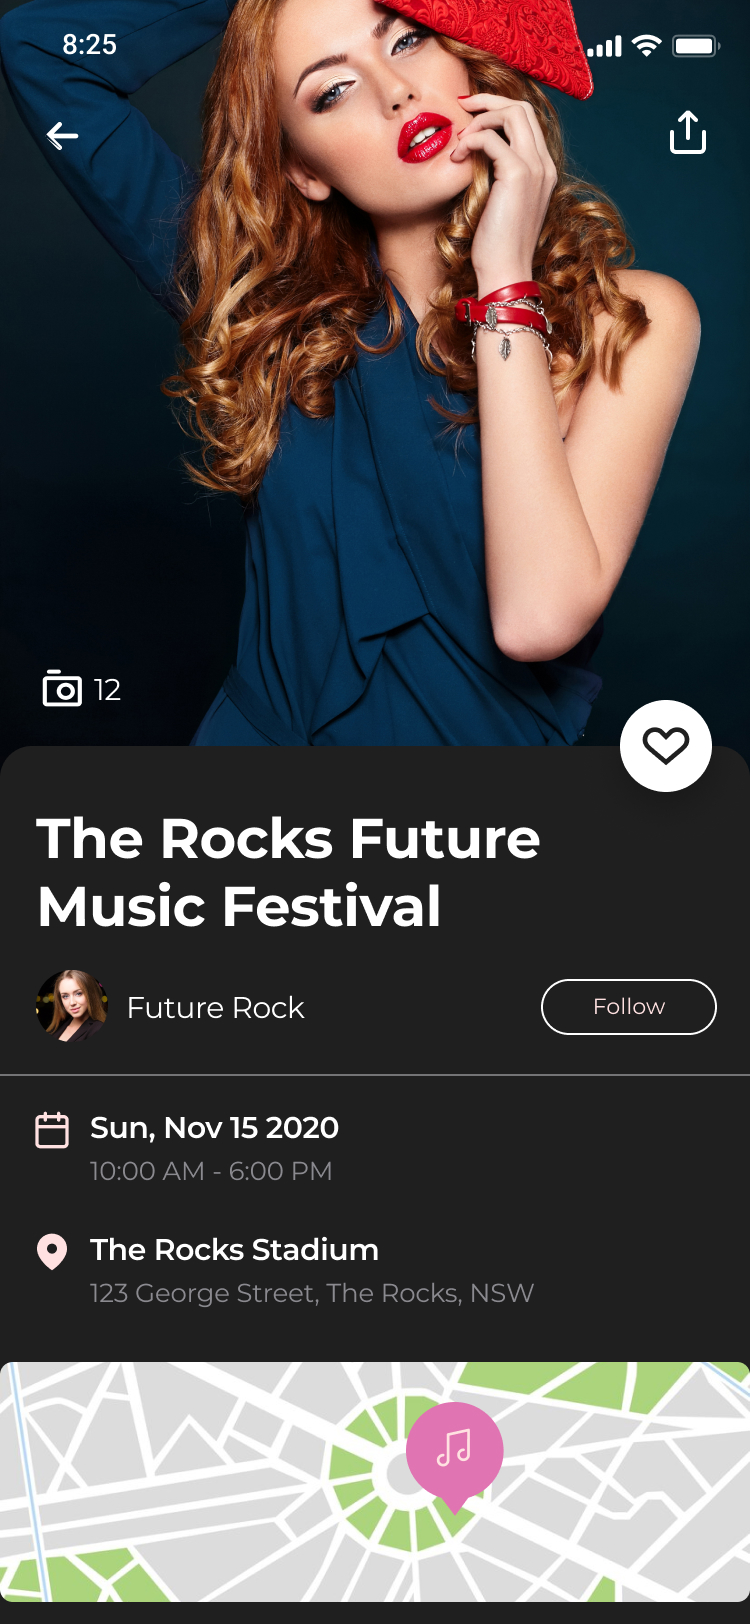 8:25
12
The Rocks Future
Music Festival
Future Rock
Follow
Sun, Nov 15 2020
10:00 AM - 6:00 PM
The Rocks Stadium
123 George Street, The Rocks, NSW